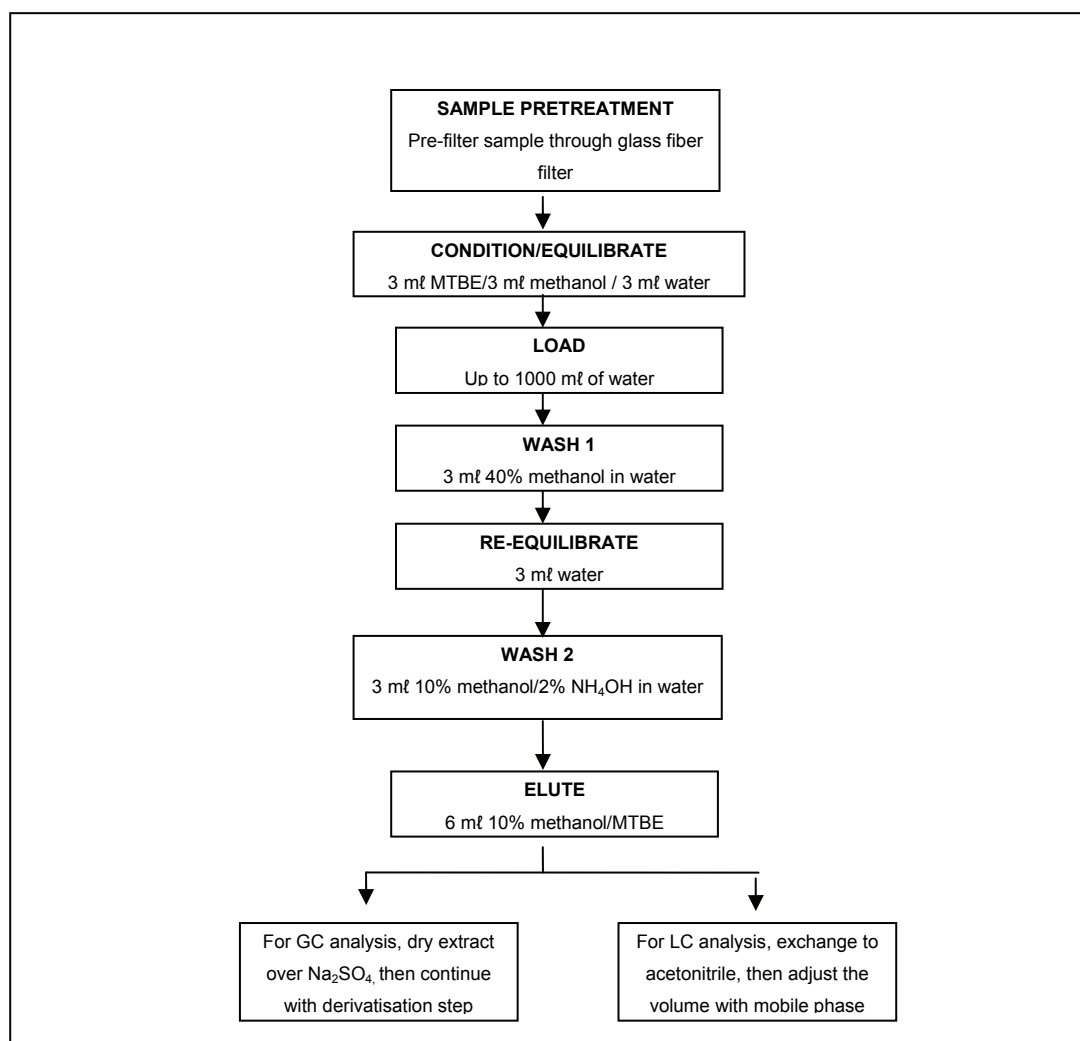 SAMPLE PRETREATMENT
Pre-filter sample through glass fiber
filter
CONDITION/EQUILIBRATE
3 mℓ MTBE/3 mℓ methanol / 3 mℓ water
LOAD
Up to 1000 mℓ of water
WASH 1
3 mℓ 40% methanol in water
RE-EQUILIBRATE
3 mℓ water
WASH 2
3 mℓ 10% methanol/2% NH₄OH in water
ELUTE
6 mℓ 10% methanol/MTBE
For GC analysis, dry extract
over Na₂SO₄, then continue
with derivatisation step
For LC analysis, exchange to
acetonitrile, then adjust the
volume with mobile phase